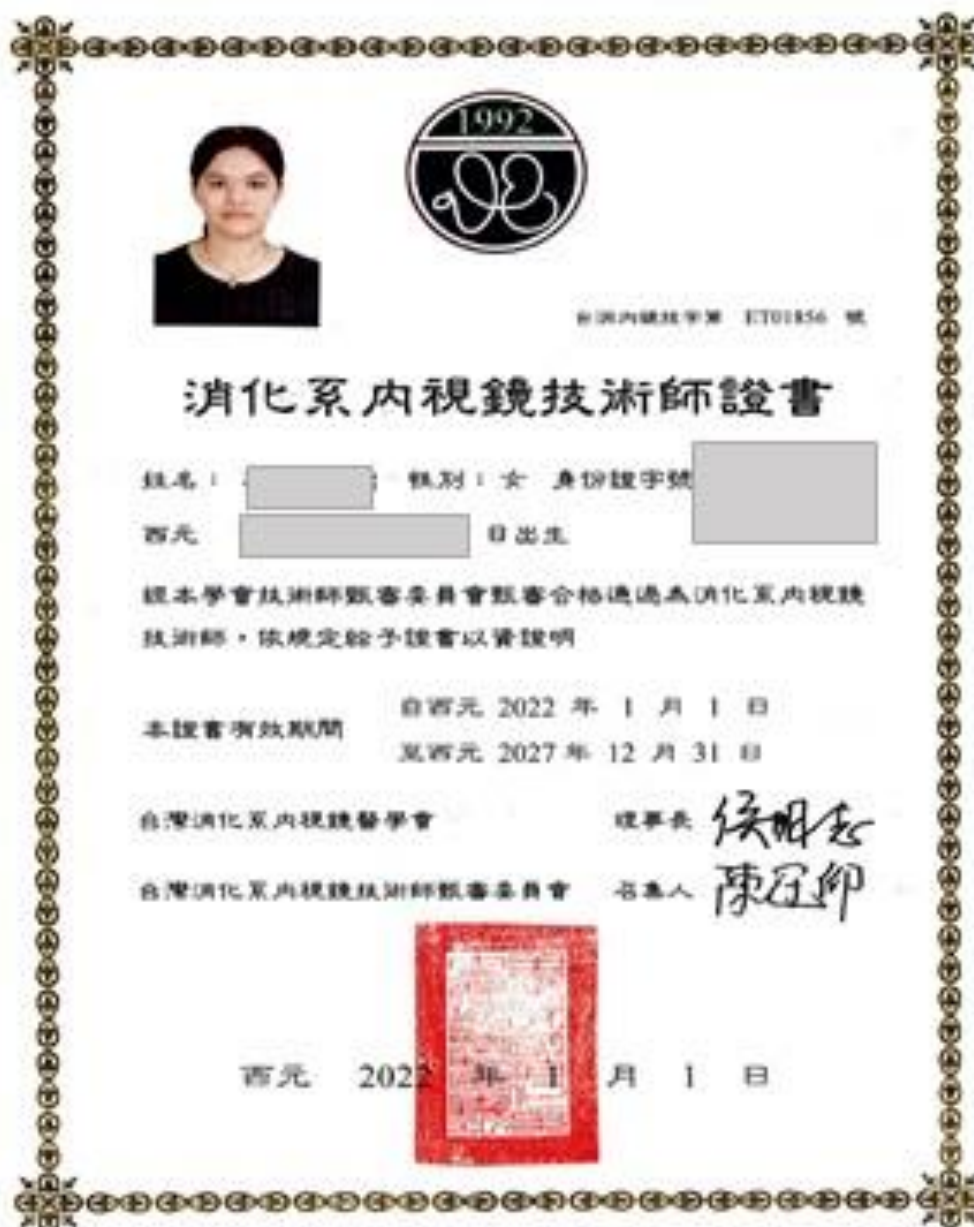 1992
台消內鏡技字第 ET01856 號
消化系內視鏡技術師證書
姓名： 性別：女 身份證字號
西元 日出生
經本學會技術師甄審委員會甄審合格通過為消化系內視鏡
技術師，依規定給予證書以資證明
本證書有效期間
自西元 2022 年 1 月 1 日
至西元 2027 年 12 月 31 日
台灣消化系內視鏡醫學會 理事長 侯明志
台灣消化系內視鏡技術師甄審委員會 召集人 陳冠仰
西元 2022 年 1 月 1 日